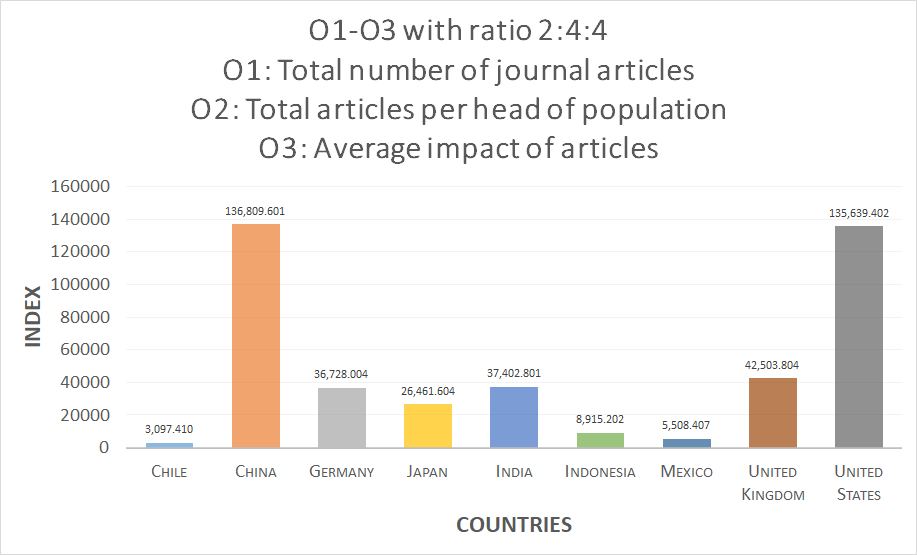 O1-O3 with ratio 2:4:4
O1: Total number of journal articles
O2: Total articles per head of population
O3: Average impact of articles
160000
140000
120000
100000
80000
60000
40000
20000
0
INDEX
3,097.410
136,809.601
36,728.004
26,461.604
37,402.801
8,915.202
5,508.407
42,503.804
135,639.402
CHILE
CHINA
GERMANY
JAPAN
INDIA
INDONESIA
MEXICO
UNITED
KINGDOM
UNITED
STATES
COUNTRIES